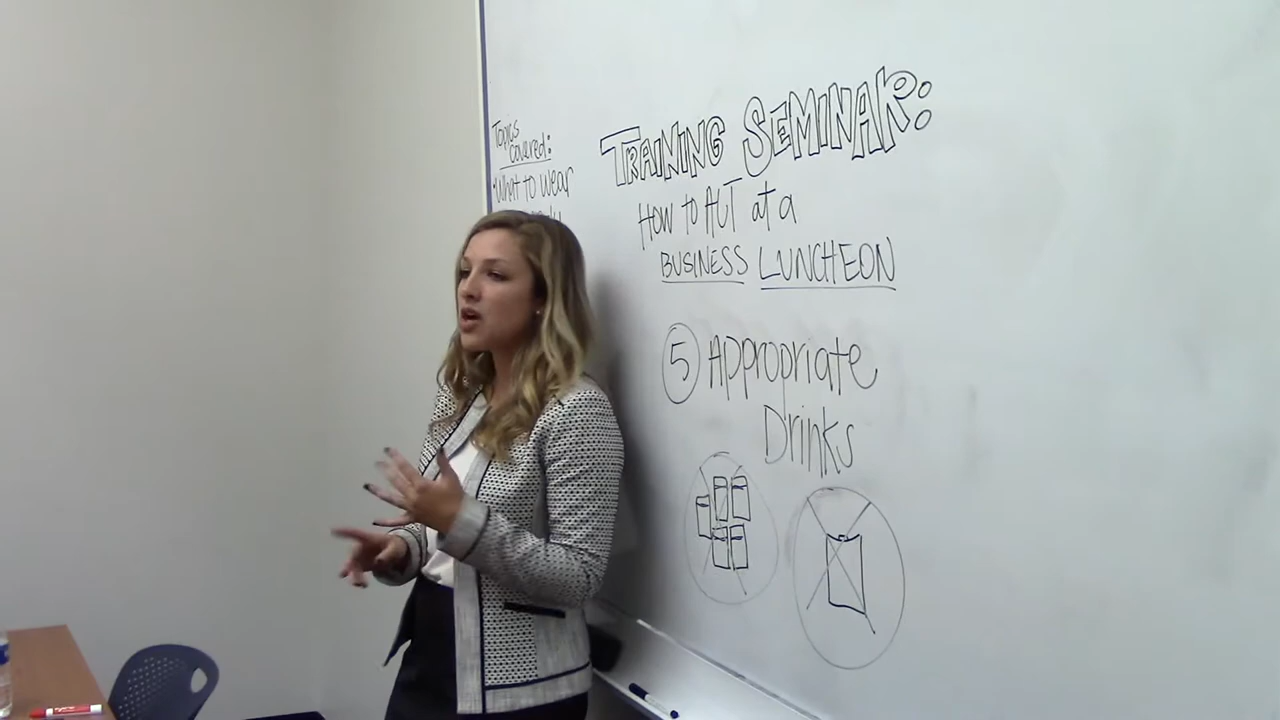 Topics
covered:
• What to wear
TRAINING SEMINAR:
HOW TO ACT at a
BUSINESS LUNCHEON
5 Appropriate
Drinks